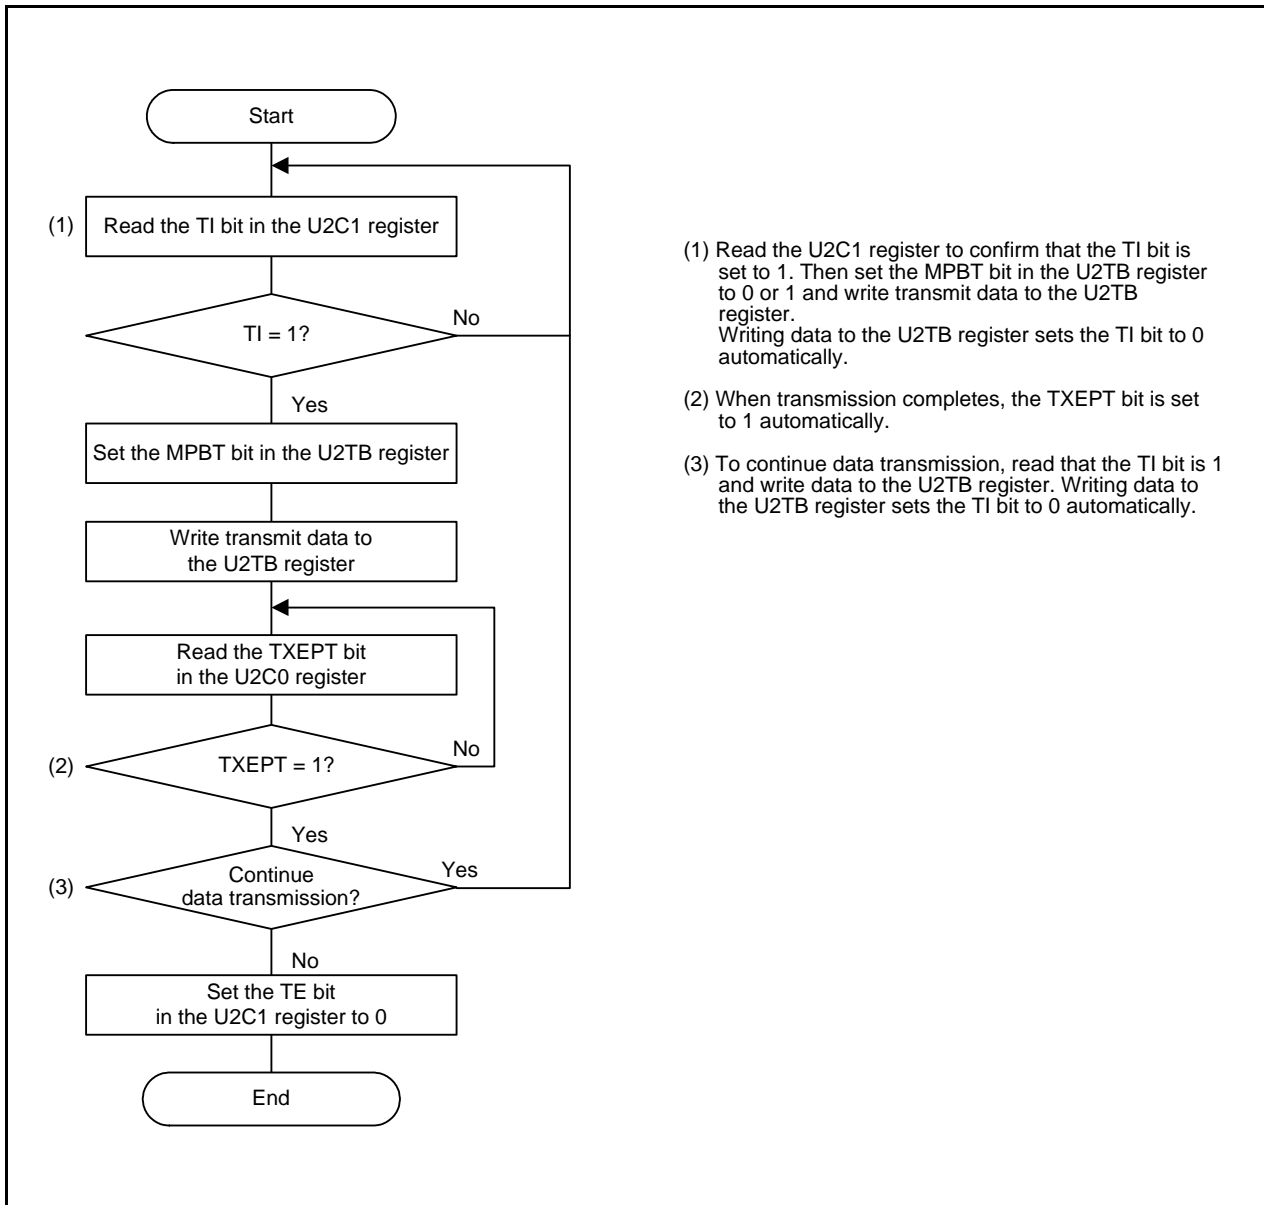 Start
(1)
Read the TI bit in the U2C1 register
TI = 1?
No
Yes
Set the MPBT bit in the U2TB register
Write transmit data to
the U2TB register
Read the TXEPT bit
in the U2C0 register
(2)
TXEPT = 1?
No
Yes
(3)
Continue
data transmission?
Yes
No
Set the TE bit
in the U2C1 register to 0
End
(1) Read the U2C1 register to confirm that the TI bit is
set to 1. Then set the MPBT bit in the U2TB register
to 0 or 1 and write transmit data to the U2TB
register.
Writing data to the U2TB register sets the TI bit to 0
automatically.
(2) When transmission completes, the TXEPT bit is set
to 1 automatically.
(3) To continue data transmission, read that the TI bit is 1
and write data to the U2TB register. Writing data to
the U2TB register sets the TI bit to 0 automatically.